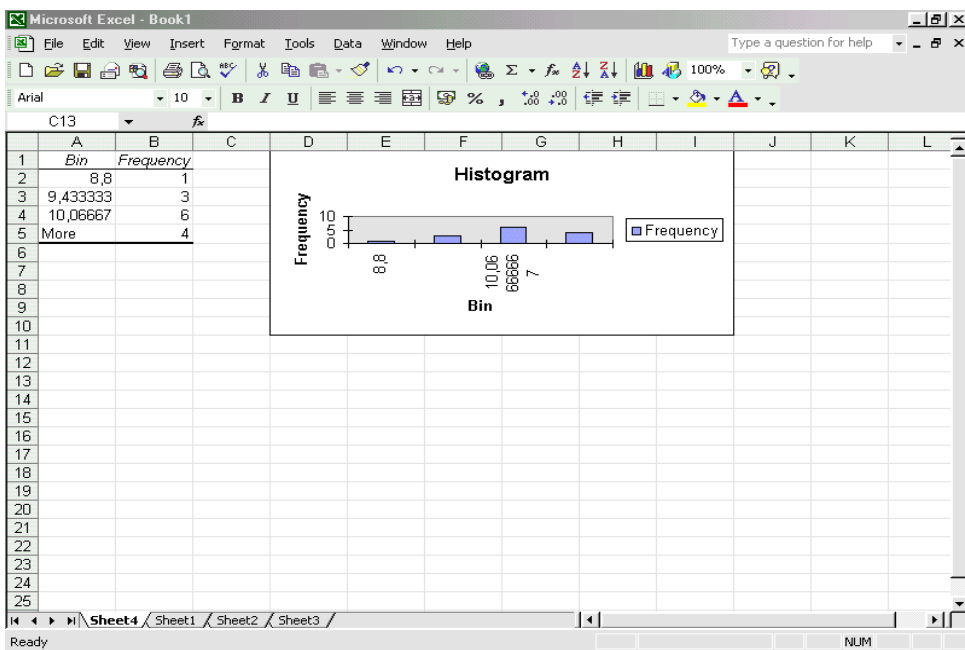 Microsoft Excel - Book1
File Edit View Insert Format Tools Data Window Help Type a question for help
ABC Σ fx A Z Z A 100%
Arial 10 B I U % , A
C13 fx
A B C D E F G H I J K L
1 Bin Frequency
2 8,8 1
3 9,433333 3
4 10,06667 6
5 More 4
6
7
8
9
10
11
12
13
14
15
16
17
18
19
20
21
22
23
24
25
Histogram
Frequency
10
5
0
8,8
10,06
66666
7
Bin
Frequency
Sheet4 Sheet1 Sheet2 Sheet3
Ready NUM